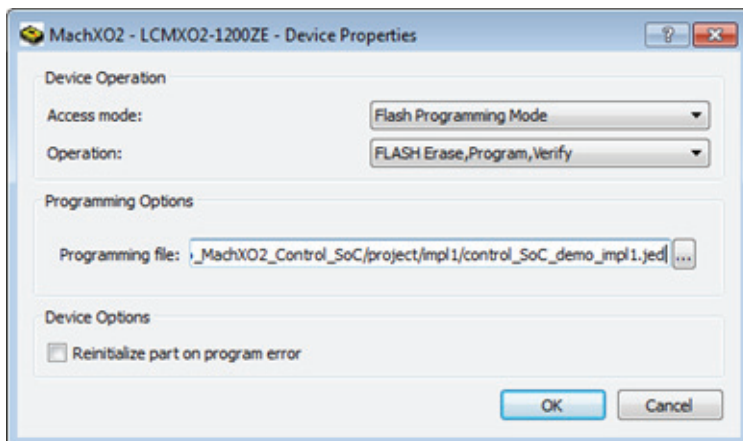 MachXO2 - LCMXO2-1200ZE - Device Properties
Device Operation
Access mode: Flash Programming Mode
Operation: FLASH Erase,Program,Verify
Programming Options
Programming file: _MachXO2_Control_SoC/project/impl1/control_SoC_demo_impl1.jed ...
Device Options
Reinitialize part on program error
OK Cancel